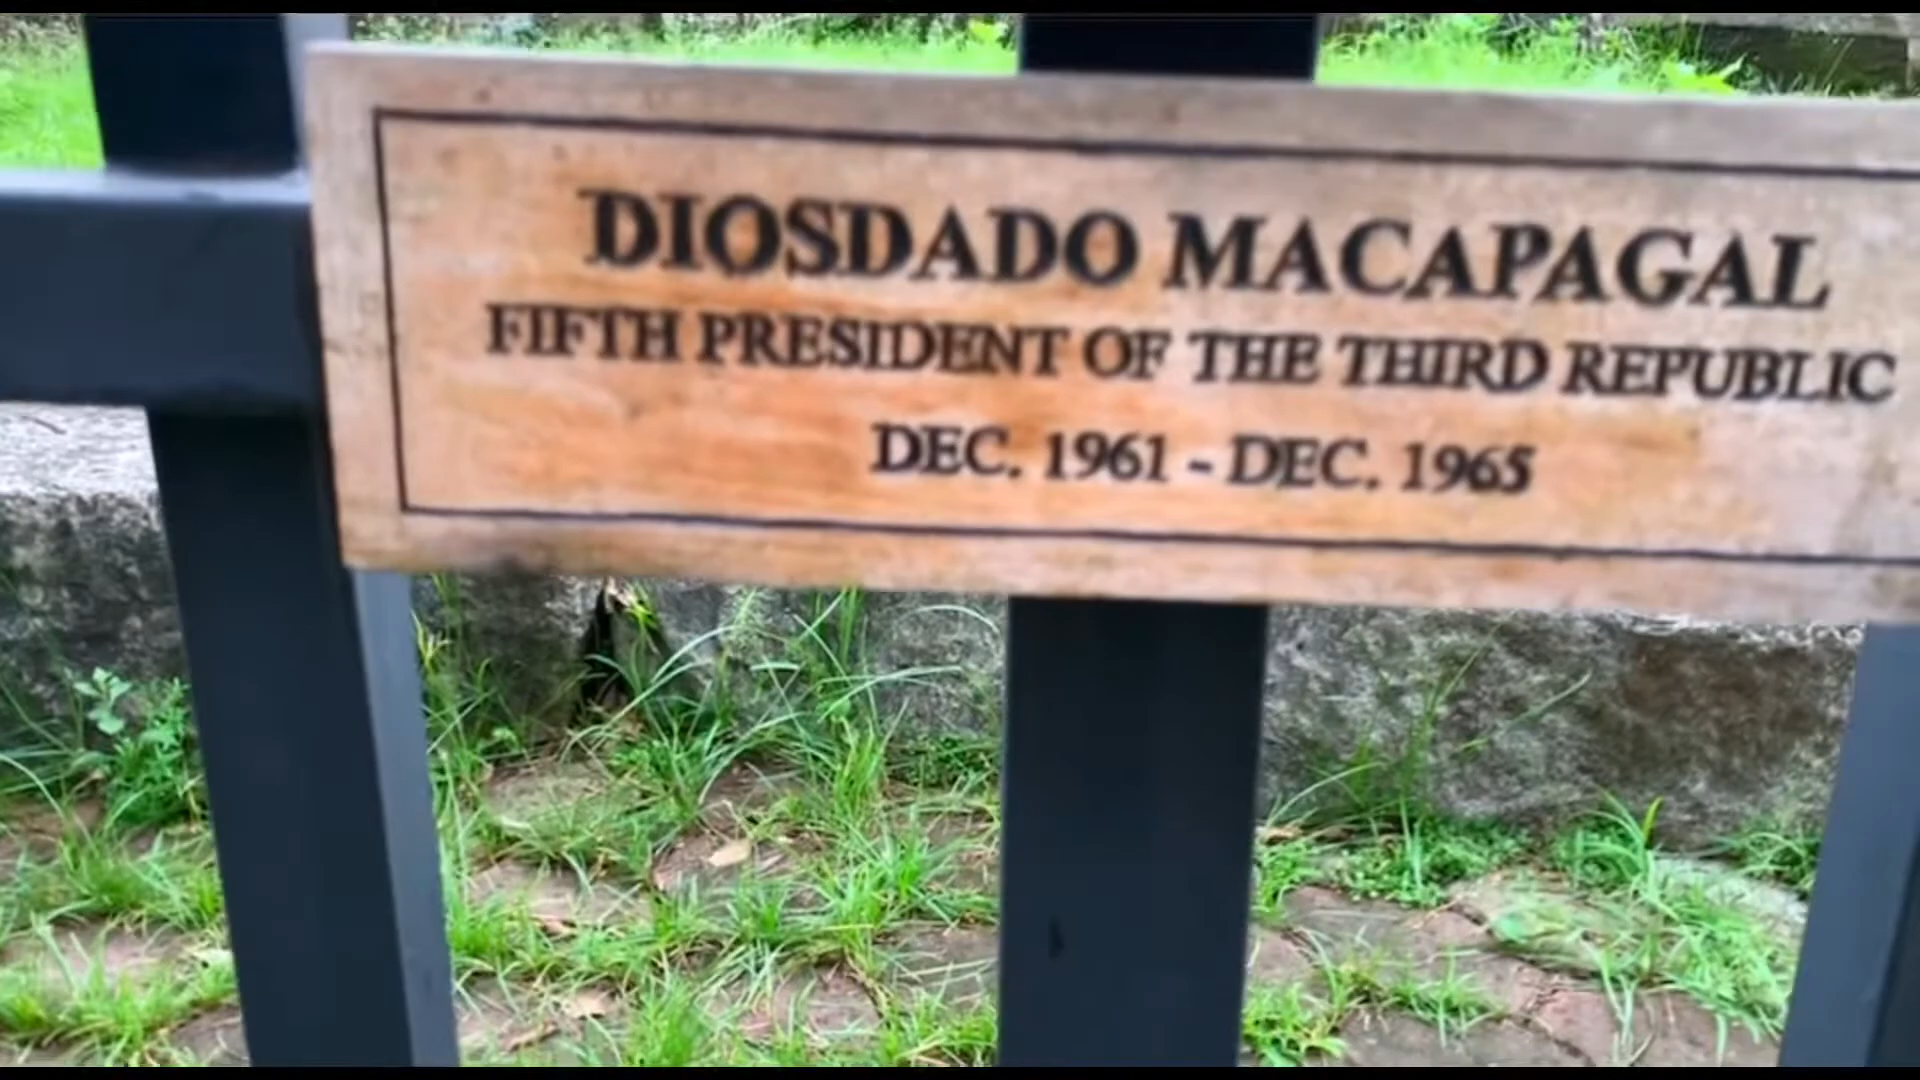 DIOSDADO MACAPAGAL
FIFTH PRESIDENT OF THE THIRD REPUBLIC
DEC. 1961 - DEC. 1965